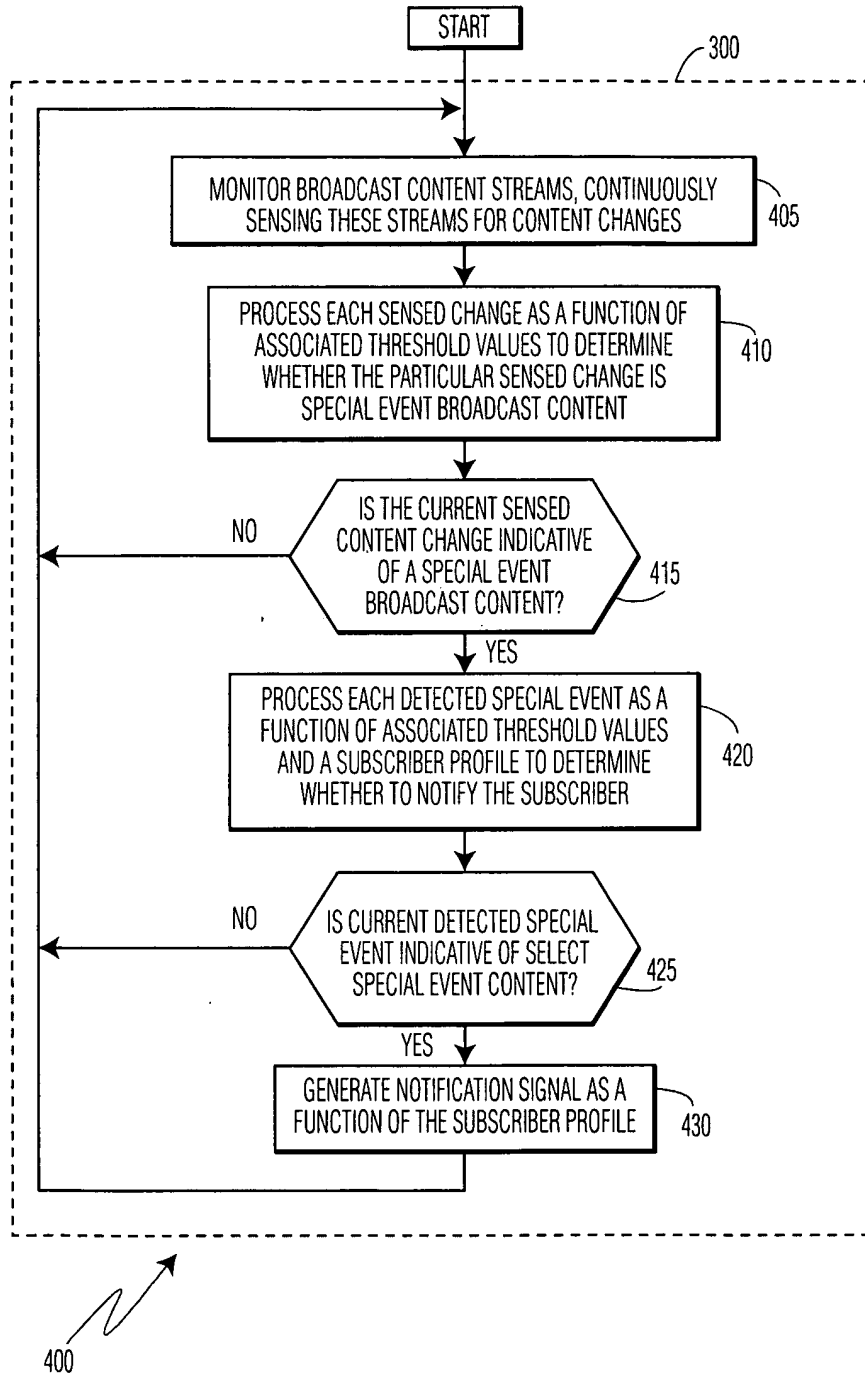 START
300
MONITOR BROADCAST CONTENT STREAMS, CONTINUOUSLY
SENSING THESE STREAMS FOR CONTENT CHANGES
405
PROCESS EACH SENSED CHANGE AS A FUNCTION OF
ASSOCIATED THRESHOLD VALUES TO DETERMINE
WHETHER THE PARTICULAR SENSED CHANGE IS
SPECIAL EVENT BROADCAST CONTENT
410
IS THE CURRENT SENSED
CONTENT CHANGE INDICATIVE
OF A SPECIAL EVENT
BROADCAST CONTENT?
NO
415
YES
PROCESS EACH DETECTED SPECIAL EVENT AS A
FUNCTION OF ASSOCIATED THRESHOLD VALUES
AND A SUBSCRIBER PROFILE TO DETERMINE
WHETHER TO NOTIFY THE SUBSCRIBER
420
NO
IS CURRENT DETECTED SPECIAL
EVENT INDICATIVE OF SELECT
SPECIAL EVENT CONTENT?
425
YES
GENERATE NOTIFICATION SIGNAL AS A
FUNCTION OF THE SUBSCRIBER PROFILE
430
400